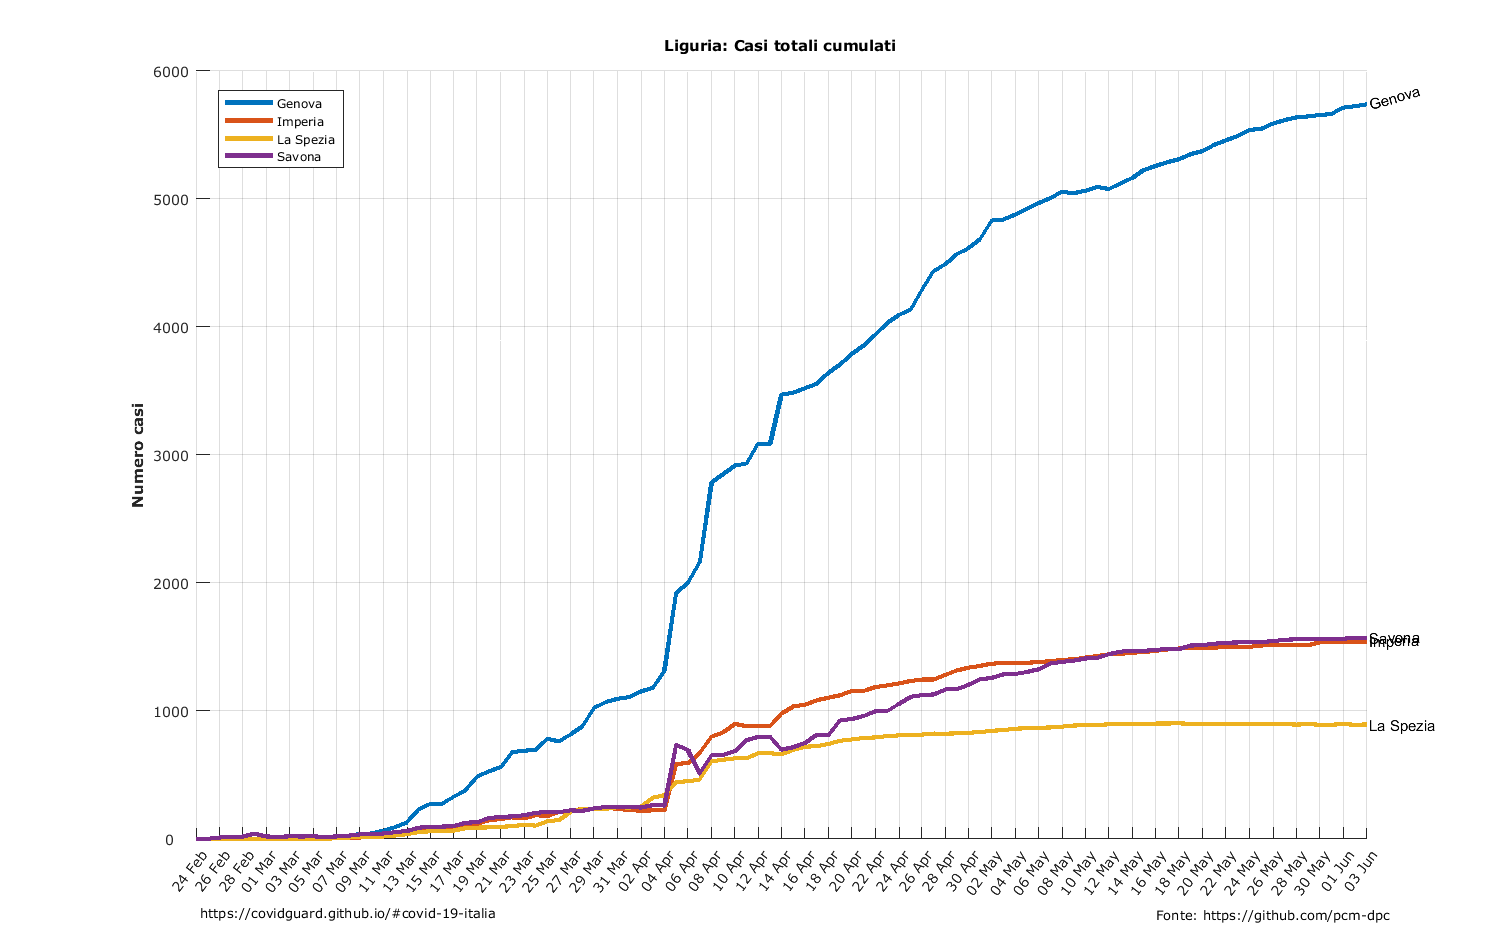 Liguria: Casi totali cumulati
6000
5000
4000
3000
2000
1000
0
Numero casi
Genova
Imperia
La Spezia
Savona
Genova
Savona
Imperia
La Spezia
24 Feb
26 Feb
28 Feb
01 Mar
03 Mar
05 Mar
07 Mar
09 Mar
11 Mar
13 Mar
15 Mar
17 Mar
19 Mar
21 Mar
23 Mar
25 Mar
27 Mar
29 Mar
31 Mar
02 Apr
04 Apr
06 Apr
08 Apr
10 Apr
12 Apr
14 Apr
16 Apr
18 Apr
20 Apr
22 Apr
24 Apr
26 Apr
28 Apr
30 Apr
02 May
04 May
06 May
08 May
10 May
12 May
14 May
16 May
18 May
20 May
22 May
24 May
26 May
28 May
30 May
01 Jun
03 Jun
https://covidguard.github.io/#covid-19-italia
Fonte: https://github.com/pcm-dpc